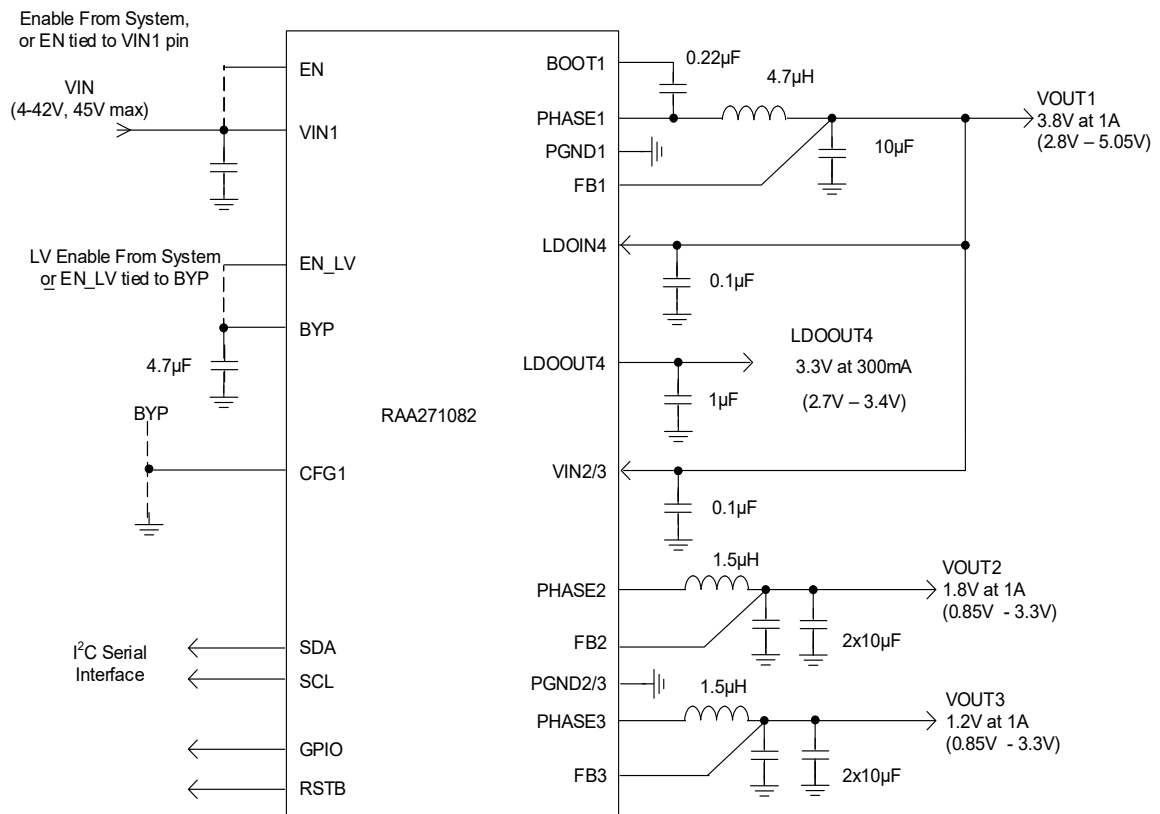 Enable From System,
or EN tied to VIN1 pin
VIN
(4-42V, 45V max)
EN
VIN1
LV Enable From System
or EN_LV tied to BYP
EN_LV
BYP
4.7µF
BYP
CFG1
RAA271082
I²C Serial
Interface
SDA
SCL
GPIO
RSTB
BOOT1
0.22µF
4.7µH
PHASE1
VOUT1
3.8V at 1A
(2.8V – 5.05V)
PGND1
10µF
FB1
LDOIN4
0.1µF
LDOOUT4
LDOOUT4
3.3V at 300mA
(2.7V – 3.4V)
1µF
VIN2/3
0.1µF
1.5µH
PHASE2
VOUT2
1.8V at 1A
(0.85V - 3.3V)
FB2
2x10µF
PGND2/3
1.5µH
PHASE3
VOUT3
1.2V at 1A
(0.85V - 3.3V)
FB3
2x10µF